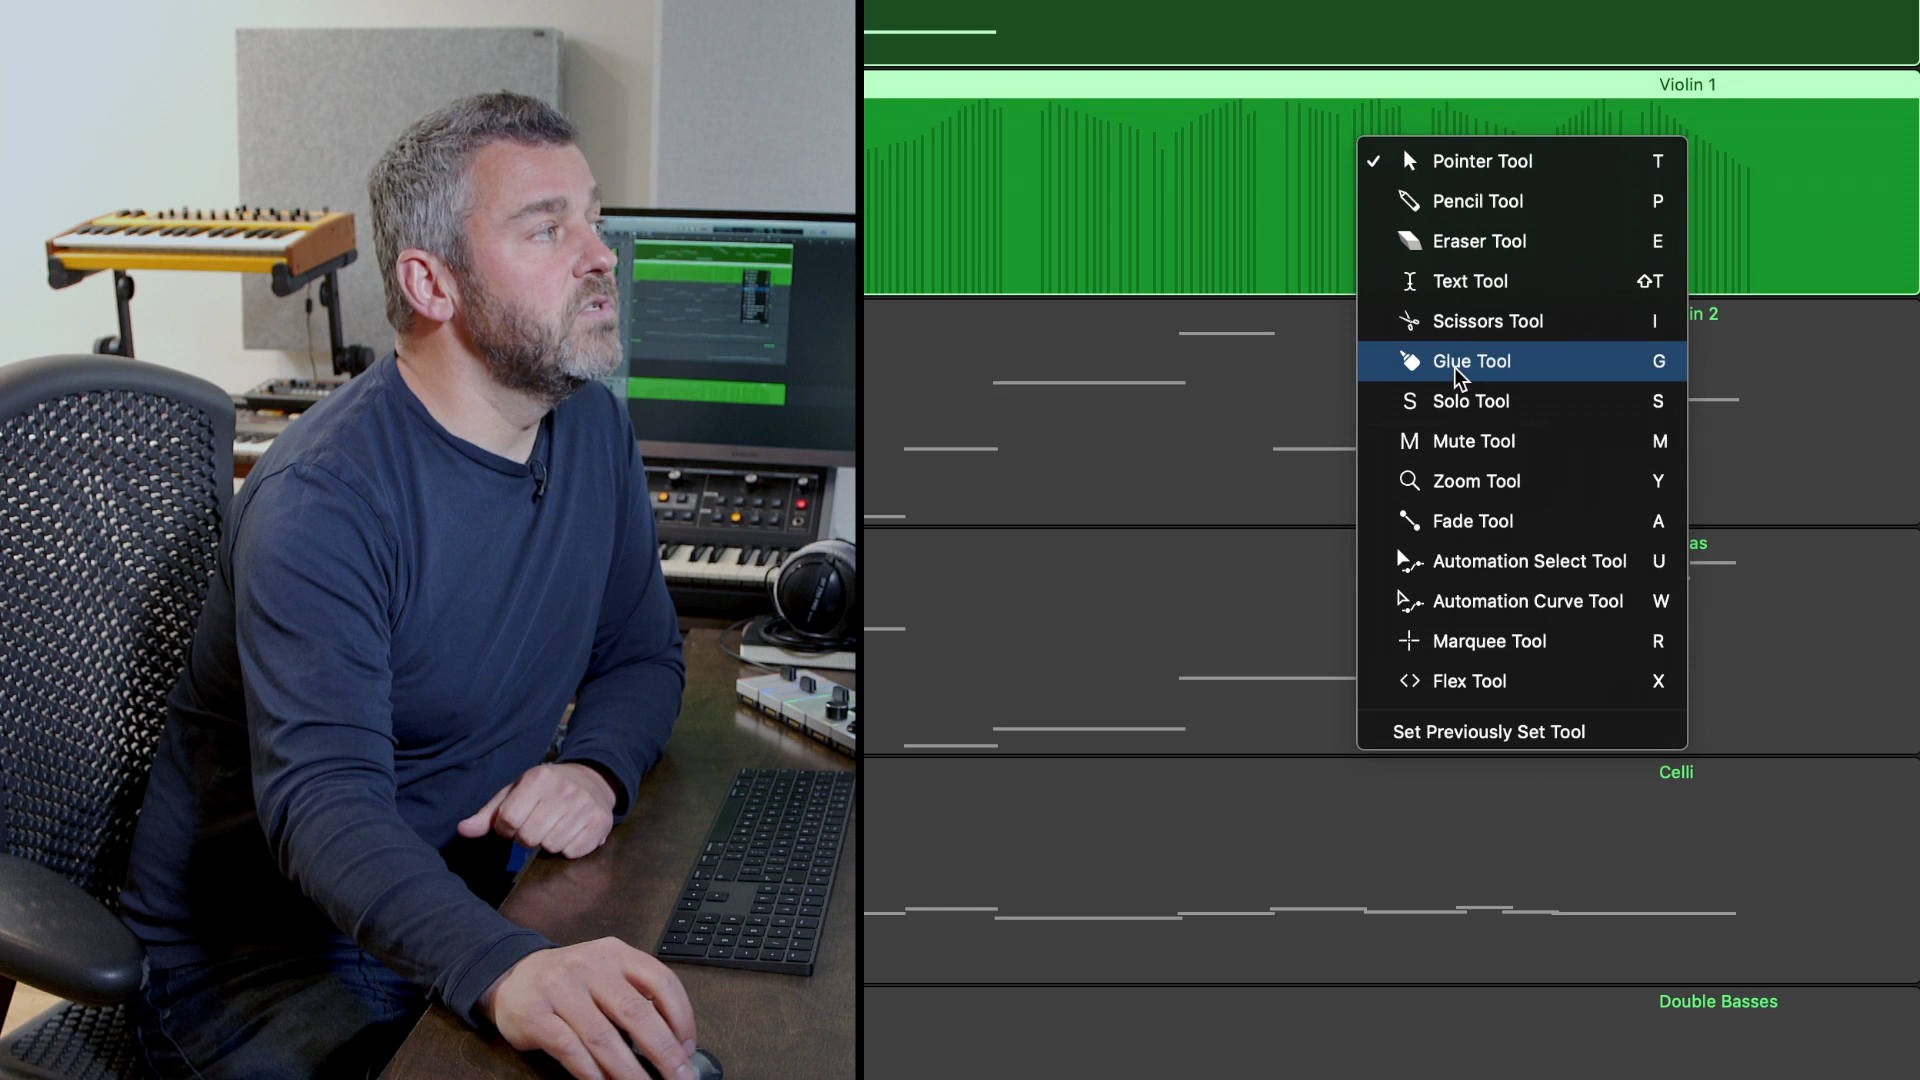 Violin 1
Pointer Tool T
Pencil Tool P
Eraser Tool E
Text Tool ⇧T
Scissors Tool I
in 2
Glue Tool G
S Solo Tool S
M Mute Tool M
Zoom Tool Y
Fade Tool A
as
Automation Select Tool U
Automation Curve Tool W
Marquee Tool R
Flex Tool X
Set Previously Set Tool
Celli
Double Basses